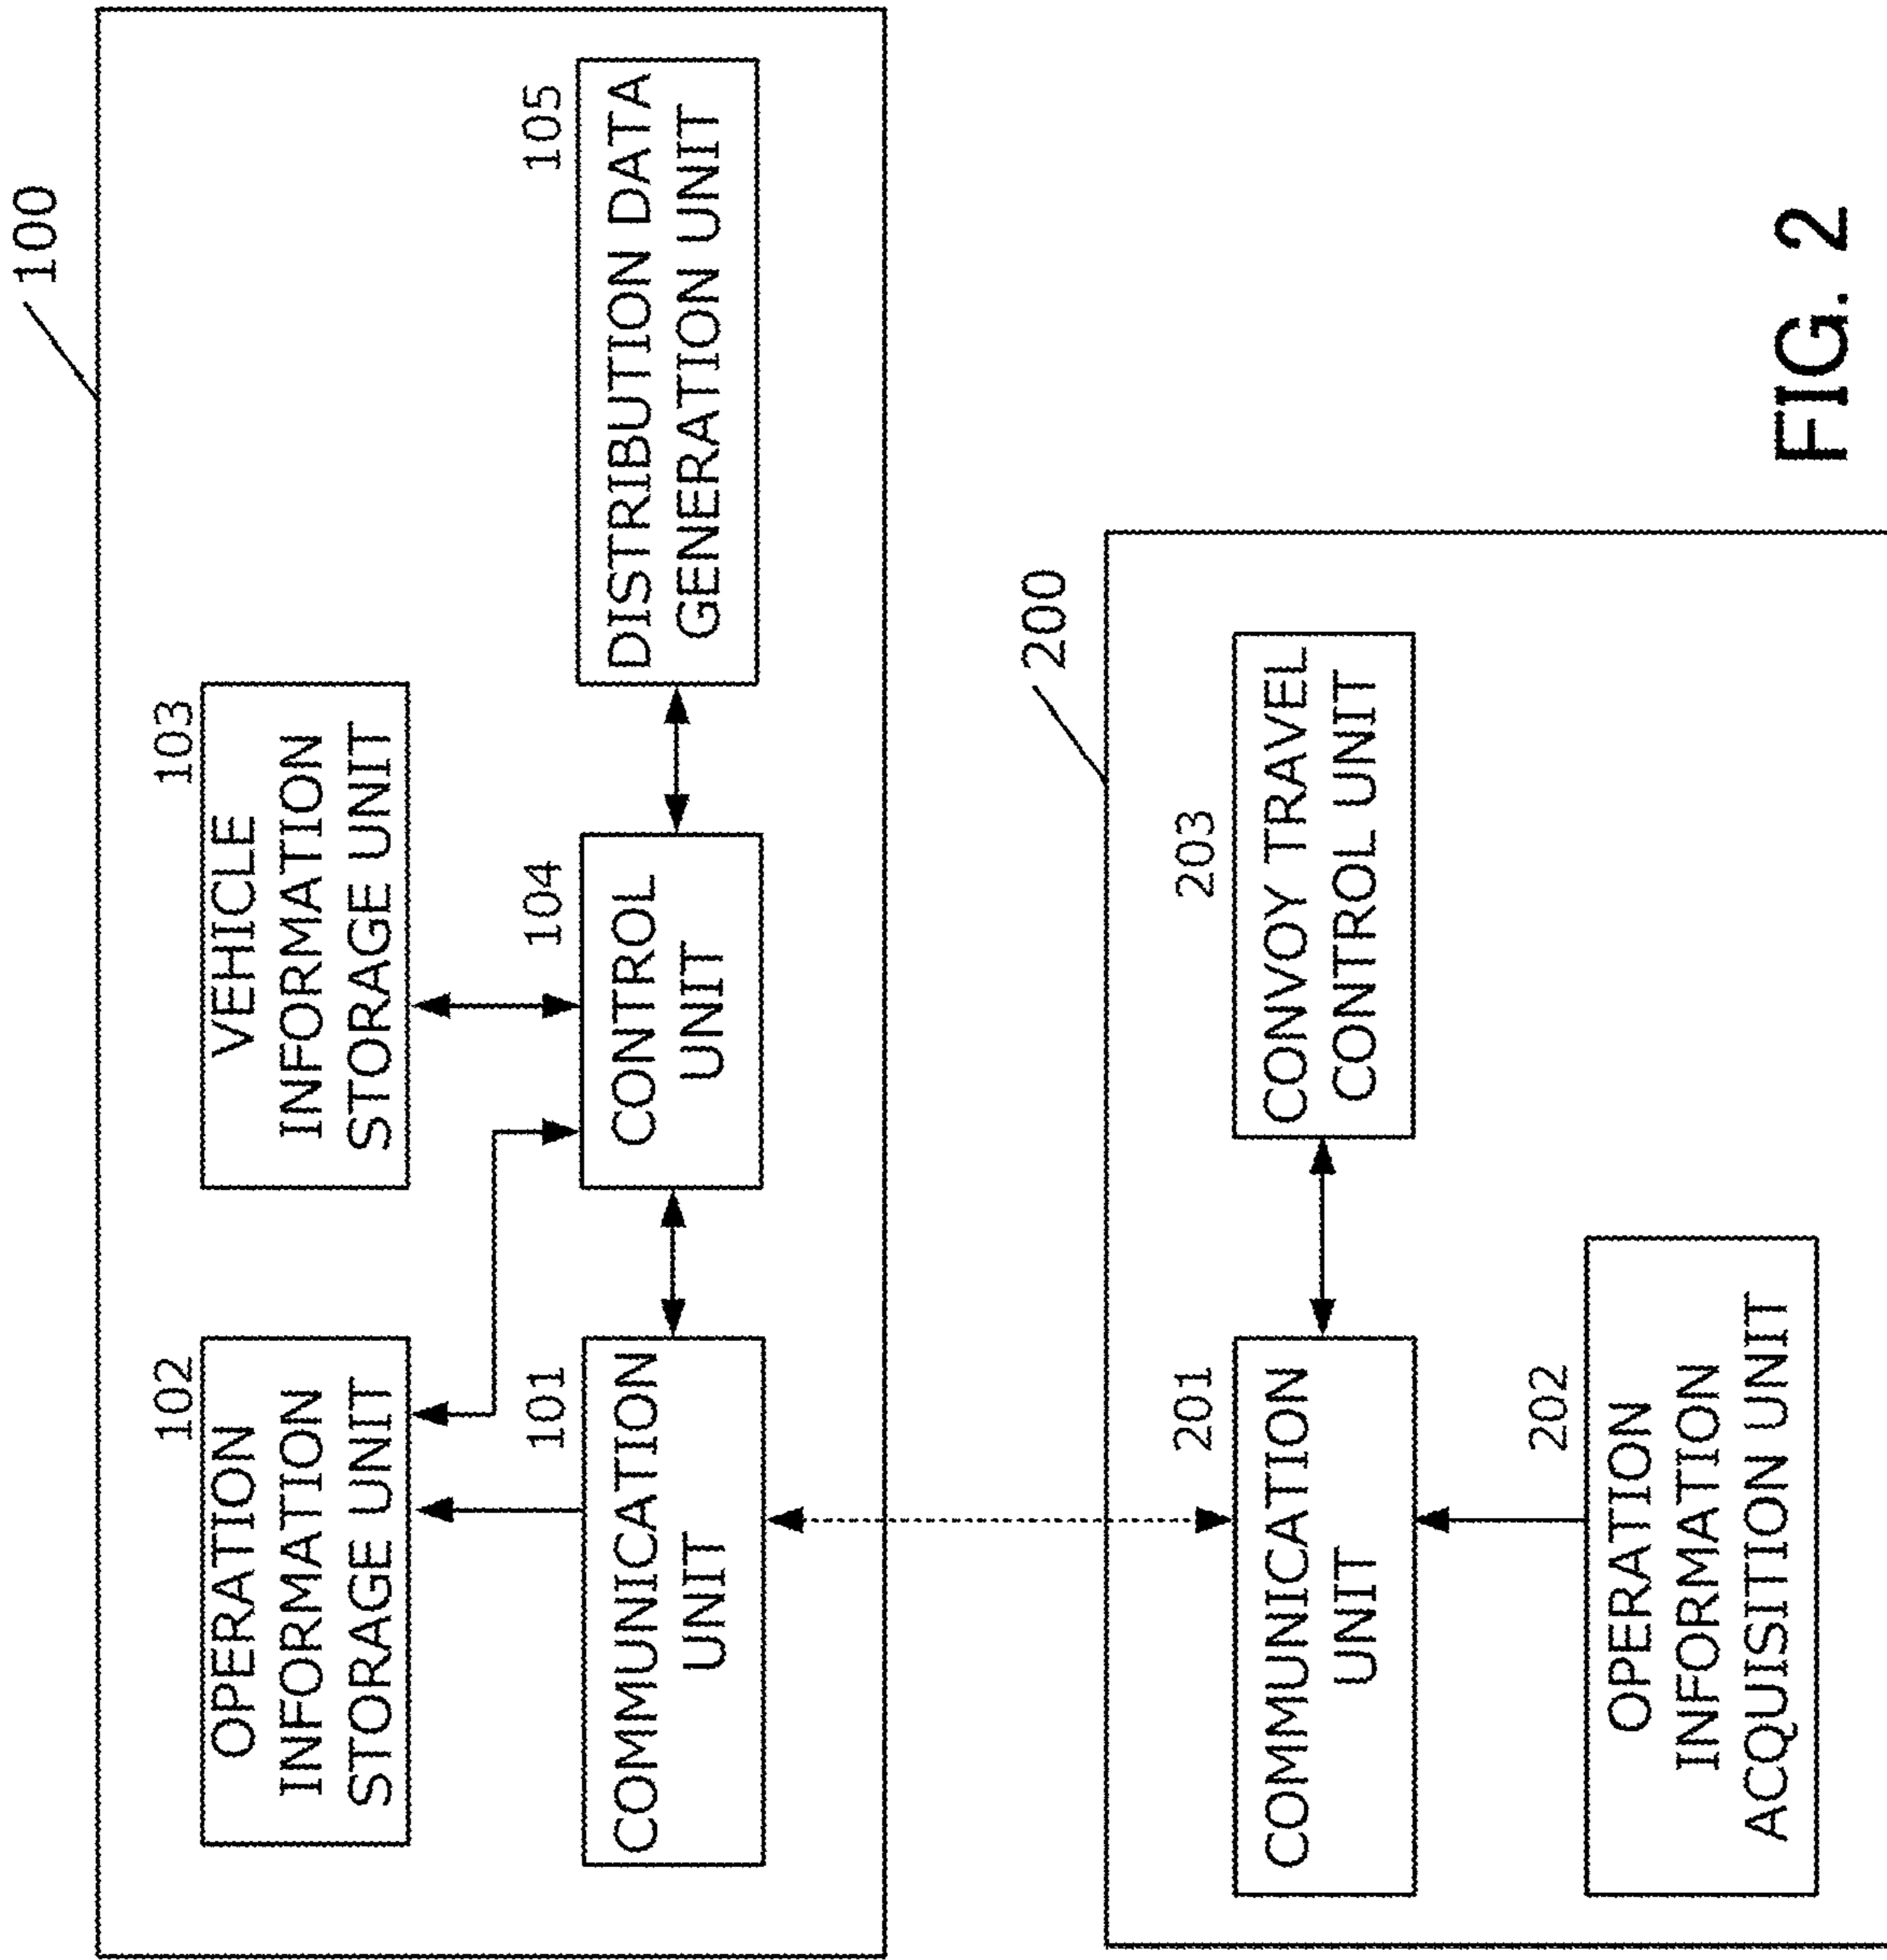 100
102
OPERATION
INFORMATION
STORAGE UNIT
103
VEHICLE
INFORMATION
STORAGE UNIT
101
COMMUNICATION
UNIT
104
CONTROL
UNIT
105
DISTRIBUTION DATA
GENERATION UNIT
200
201
COMMUNICATION
UNIT
203
CONVOY TRAVEL
CONTROL UNIT
202
OPERATION
INFORMATION
ACQUISITION UNIT
FIG. 2